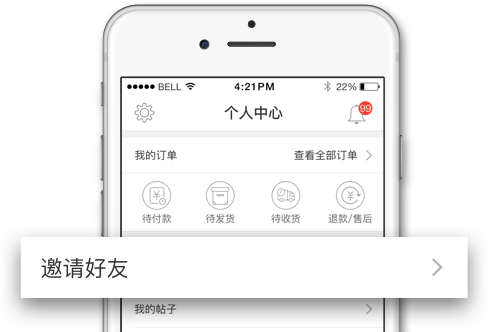 ●●●●● BELL 4:21PM 22%
个人中心 99
我的订单 查看全部订单
待付款 待发货 待收货 退款/售后
邀请好友
我的帖子